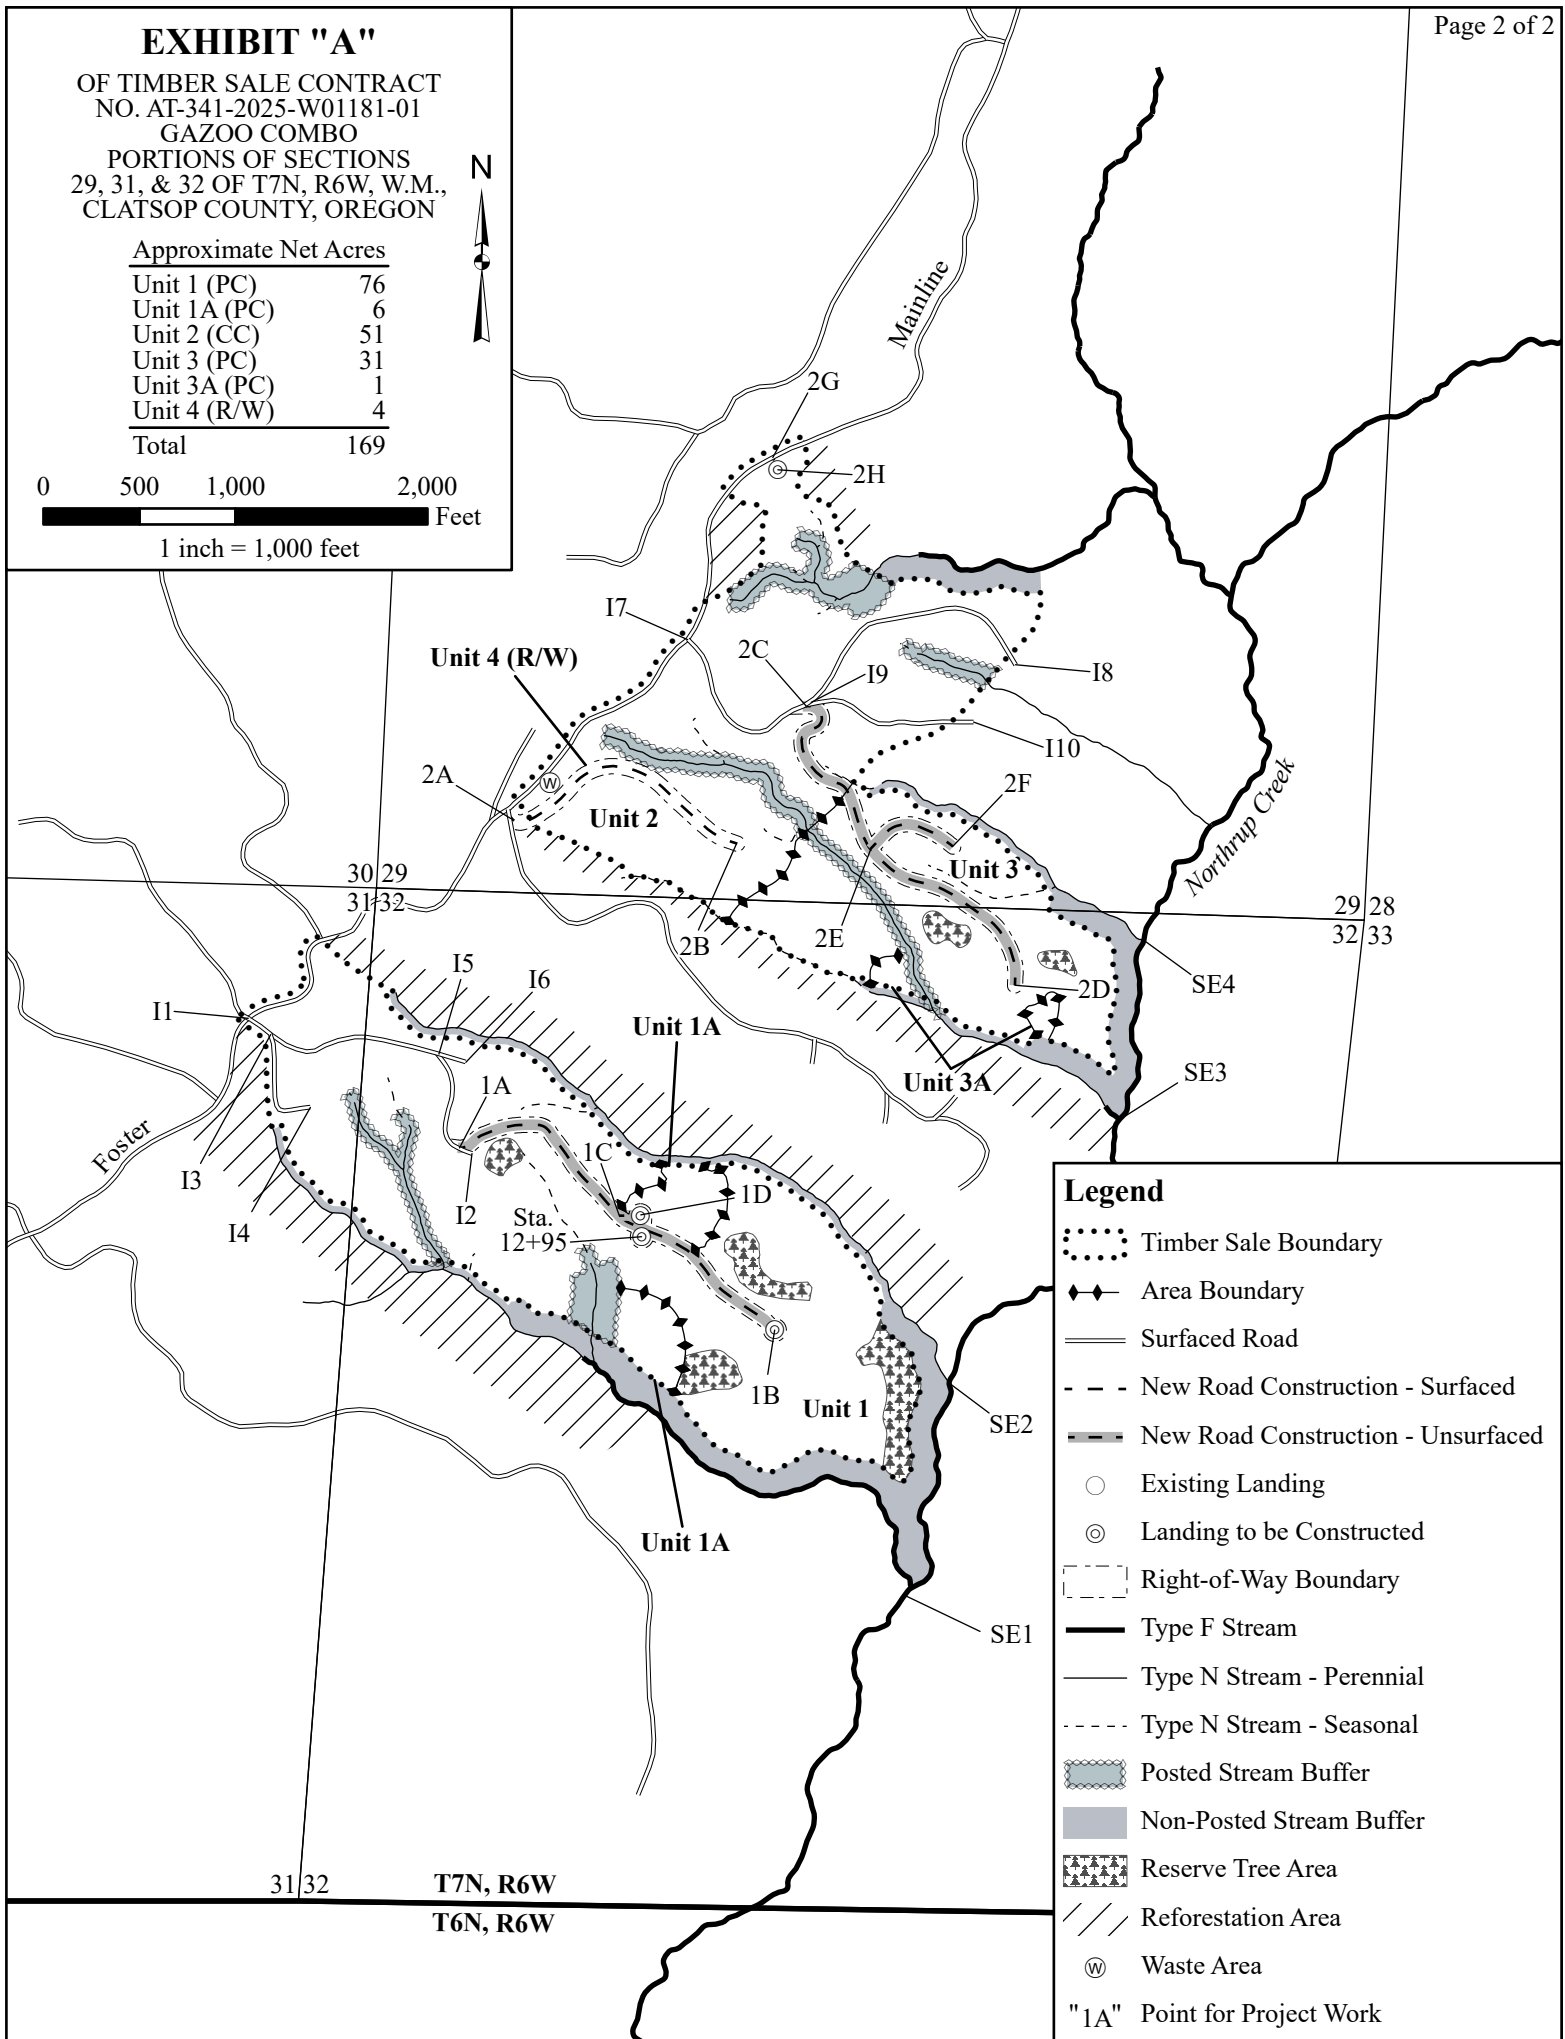 Page 2 of 2
EXHIBIT "A"
OF TIMBER SALE CONTRACT
NO. AT-341-2025-W01181-01
GAZOO COMBO
PORTIONS OF SECTIONS
29, 31, & 32 OF T7N, R6W, W.M.,
CLATSOP COUNTY, OREGON
N
Approximate Net Acres
Unit 1 (PC) 76
Unit 1A (PC) 6
Unit 2 (CC) 51
Unit 3 (PC) 31
Unit 3A (PC) 1
Unit 4 (R/W) 4
Total 169
0 500 1,000 2,000
Feet
1 inch = 1,000 feet
Mainline
2G
2H
I7
Unit 4 (R/W)
2C
I9
I8
I10
2A
W
Unit 2
2F
Unit 3
Northrup Creek
30 29
31 32
2B
2E
29 28
32 33
2D
SE4
I5
I6
I1
Unit 1A
Unit 3A
SE3
1A
Foster
1C
I3
I4
I2
Sta.
12+95
1D
1B
Unit 1
SE2
Unit 1A
SE1
31 32
T7N, R6W
T6N, R6W
Legend
Timber Sale Boundary
Area Boundary
Surfaced Road
New Road Construction - Surfaced
New Road Construction - Unsurfaced
Existing Landing
Landing to be Constructed
Right-of-Way Boundary
Type F Stream
Type N Stream - Perennial
Type N Stream - Seasonal
Posted Stream Buffer
Non-Posted Stream Buffer
Reserve Tree Area
Reforestation Area
W Waste Area
"1A" Point for Project Work